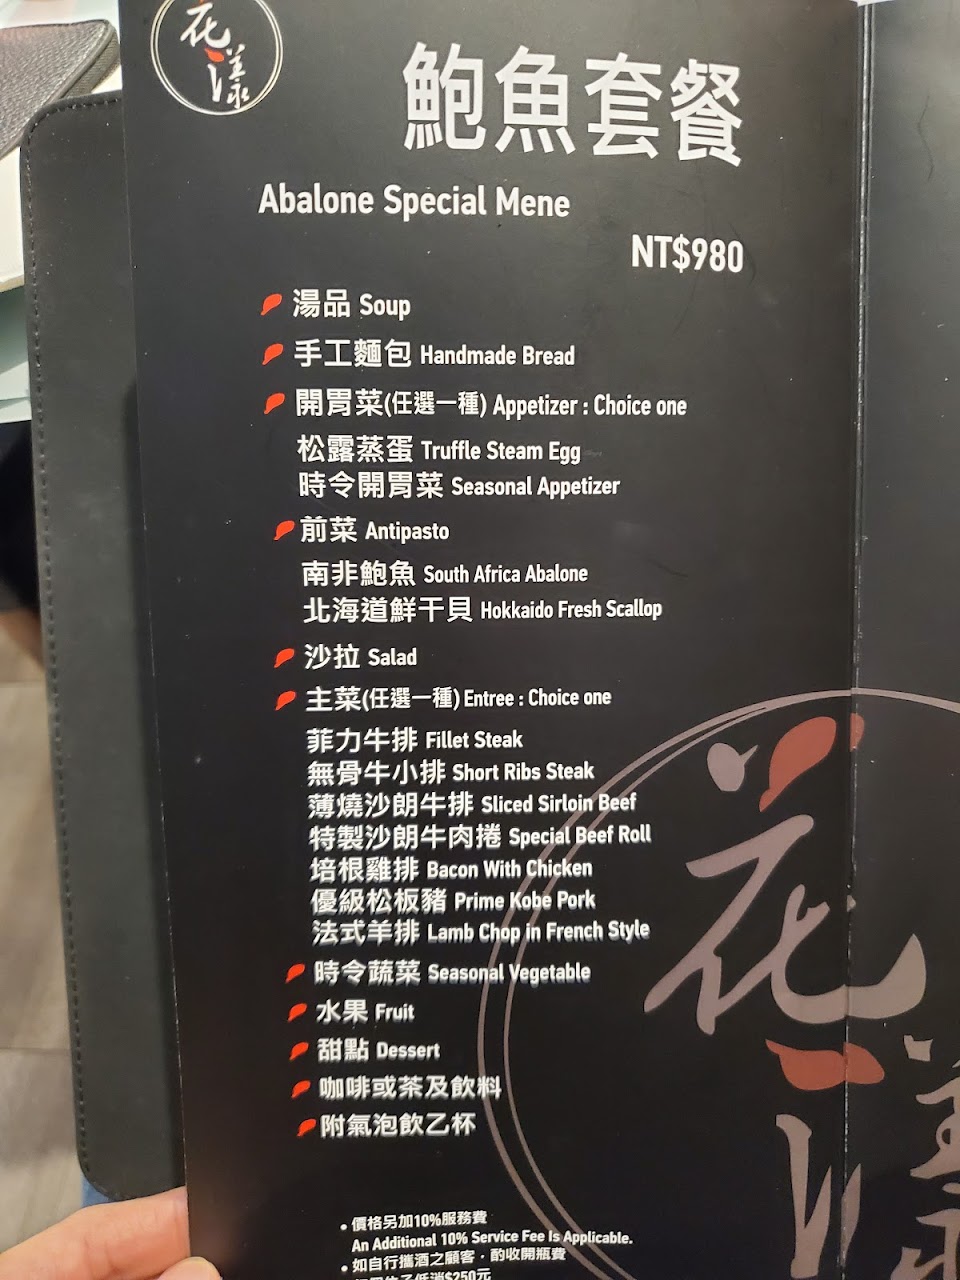 花漾
鮑魚套餐
Abalone Special Mene
NT$980
湯品 Soup
手工麵包 Handmade Bread
開胃菜(任選一種) Appetizer : Choice one
松露蒸蛋 Truffle Steam Egg
時令開胃菜 Seasonal Appetizer
前菜 Antipasto
南非鮑魚 South Africa Abalone
北海道鮮干貝 Hokkaido Fresh Scallop
沙拉 Salad
主菜(任選一種) Entree : Choice one
菲力牛排 Fillet Steak
無骨牛小排 Short Ribs Steak
薄燒沙朗牛排 Sliced Sirloin Beef
特製沙朗牛肉捲 Special Beef Roll
培根雞排 Bacon With Chicken
優級松板豬 Prime Kobe Pork
法式羊排 Lamb Chop in French Style
時令蔬菜 Seasonal Vegetable
水果 Fruit
甜點 Dessert
咖啡或茶及飲料
附氣泡飲乙杯
花漾
• 價格另加10%服務費
An Additional 10% Service Fee Is Applicable.
• 如自行攜酒之顧客，酌收開瓶費
低消$250元